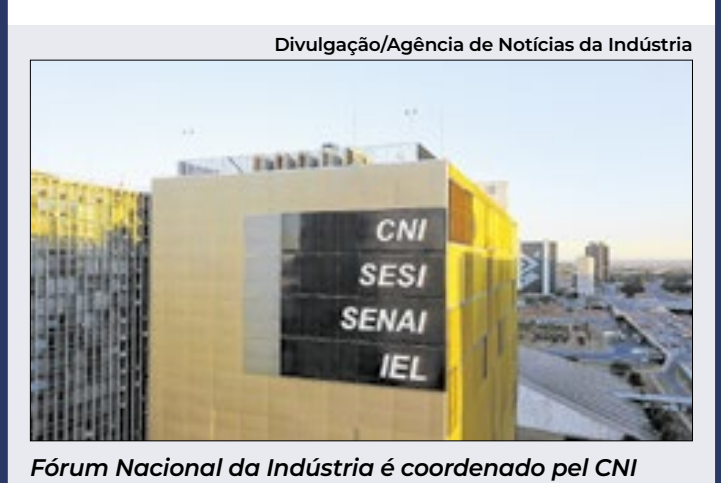 Divulgação/Agência de Notícias da Indústria
CNI
SESI
SENAI
IEL
Fórum Nacional da Indústria é coordenado pel CNI